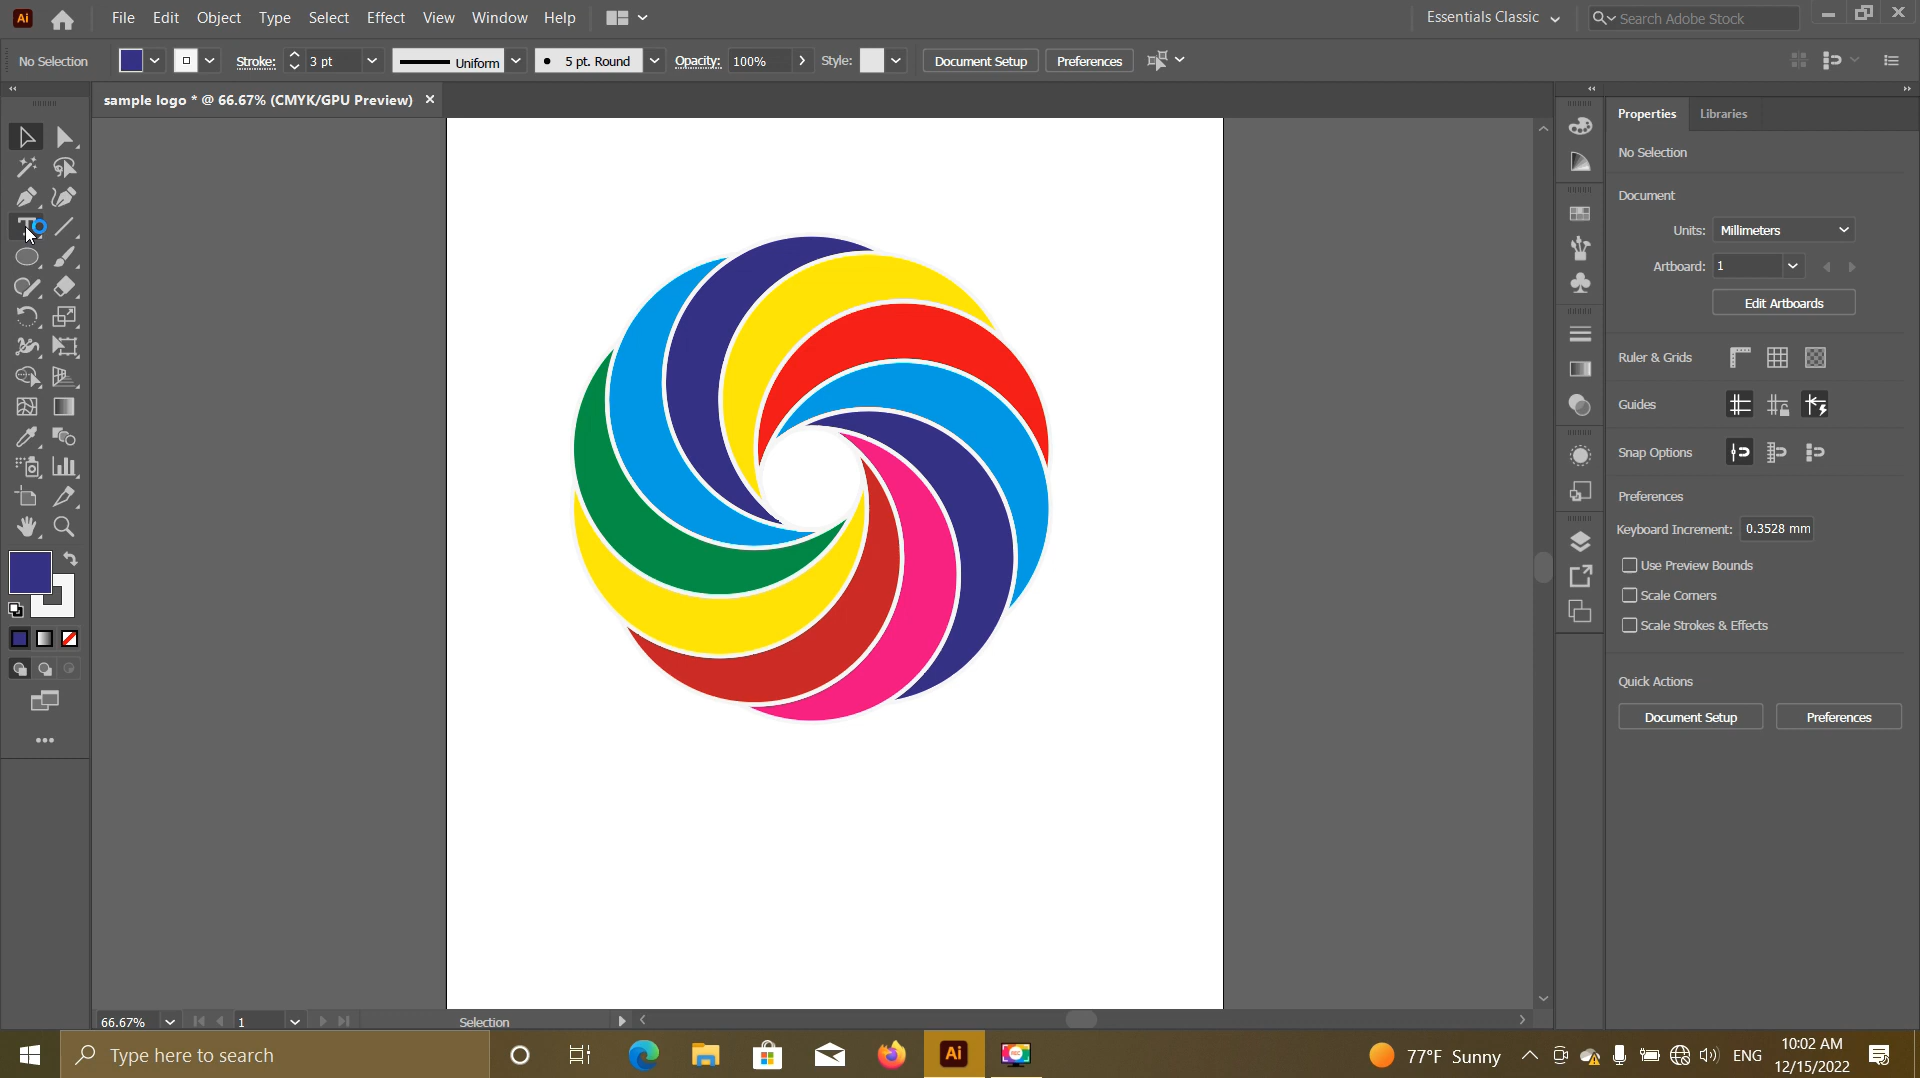 Ai File Edit Object Type Select Effect View Window Help Essentials Classic Search Adobe Stock
No Selection Stroke: 3 pt Uniform 5 pt. Round Opacity: 100% Style: Document Setup Preferences
sample logo * @ 66.67% (CMYK/GPU Preview)
Properties Libraries
No Selection
Document
Units: Millimeters
Artboard: 1
Edit Artboards
Ruler & Grids
Guides
Snap Options
Preferences
Keyboard Increment: 0.3528 mm
Use Preview Bounds
Scale Corners
Scale Strokes & Effects
Quick Actions
Document Setup Preferences
66.67% 1 Selection
Type here to search Ai 77°F Sunny ENG 10:02 AM
12/15/2022